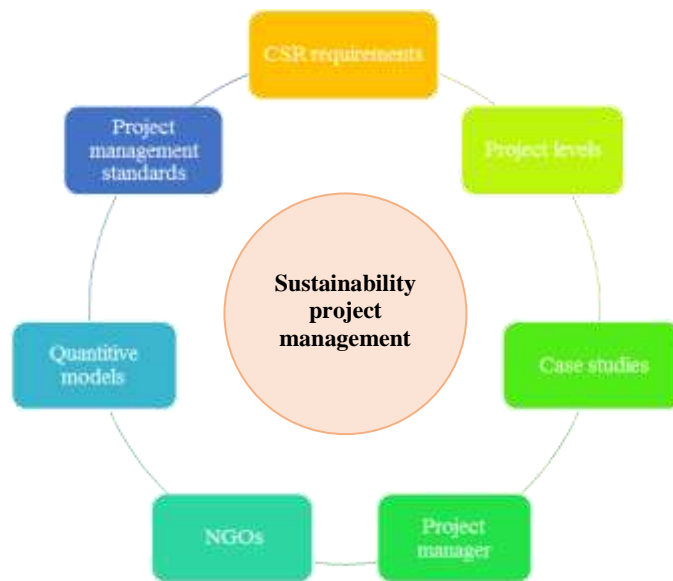 CSR requirements
Project
management
standards
Project levels
Sustainability
project
management
Quantitive
models
Case studies
NGOs
Project
manager